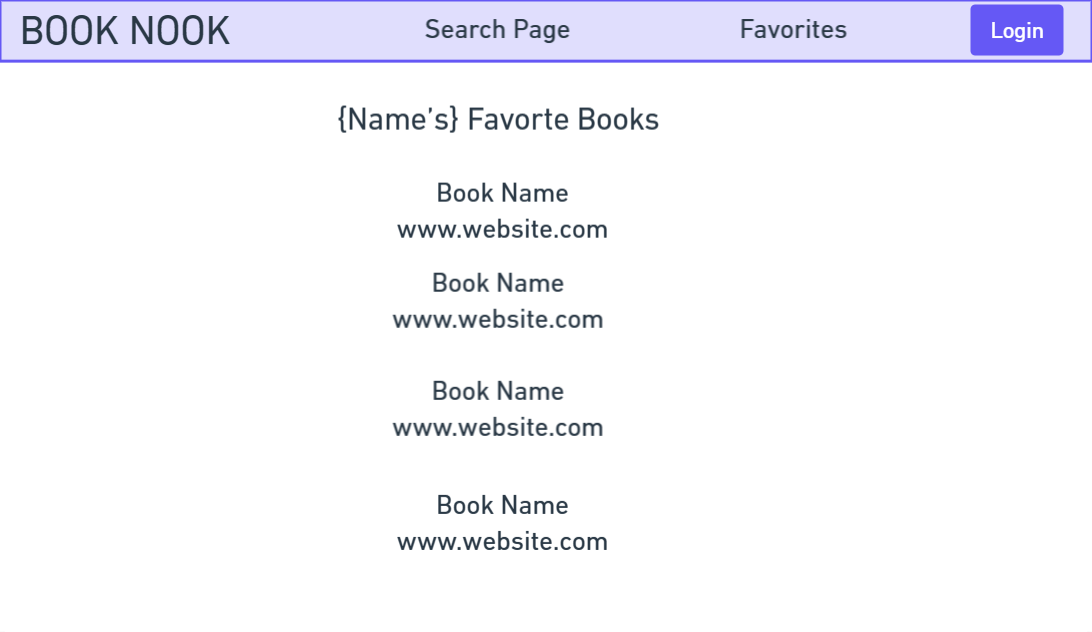 BOOK NOOK
Search Page
Favorites
Login
{Name’s} Favorte Books
Book Name
www.website.com
Book Name
www.website.com
Book Name
www.website.com
Book Name
www.website.com